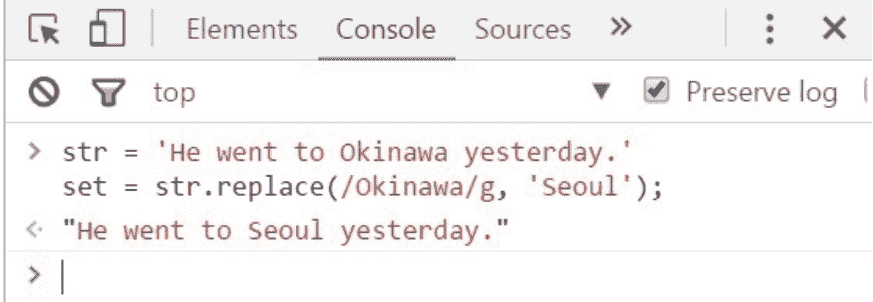 Elements Console Sources »
top ▼ Preserve log
> str = 'He went to Okinawa yesterday.'
set = str.replace(/Okinawa/g, 'Seoul');
<· "He went to Seoul yesterday."
>